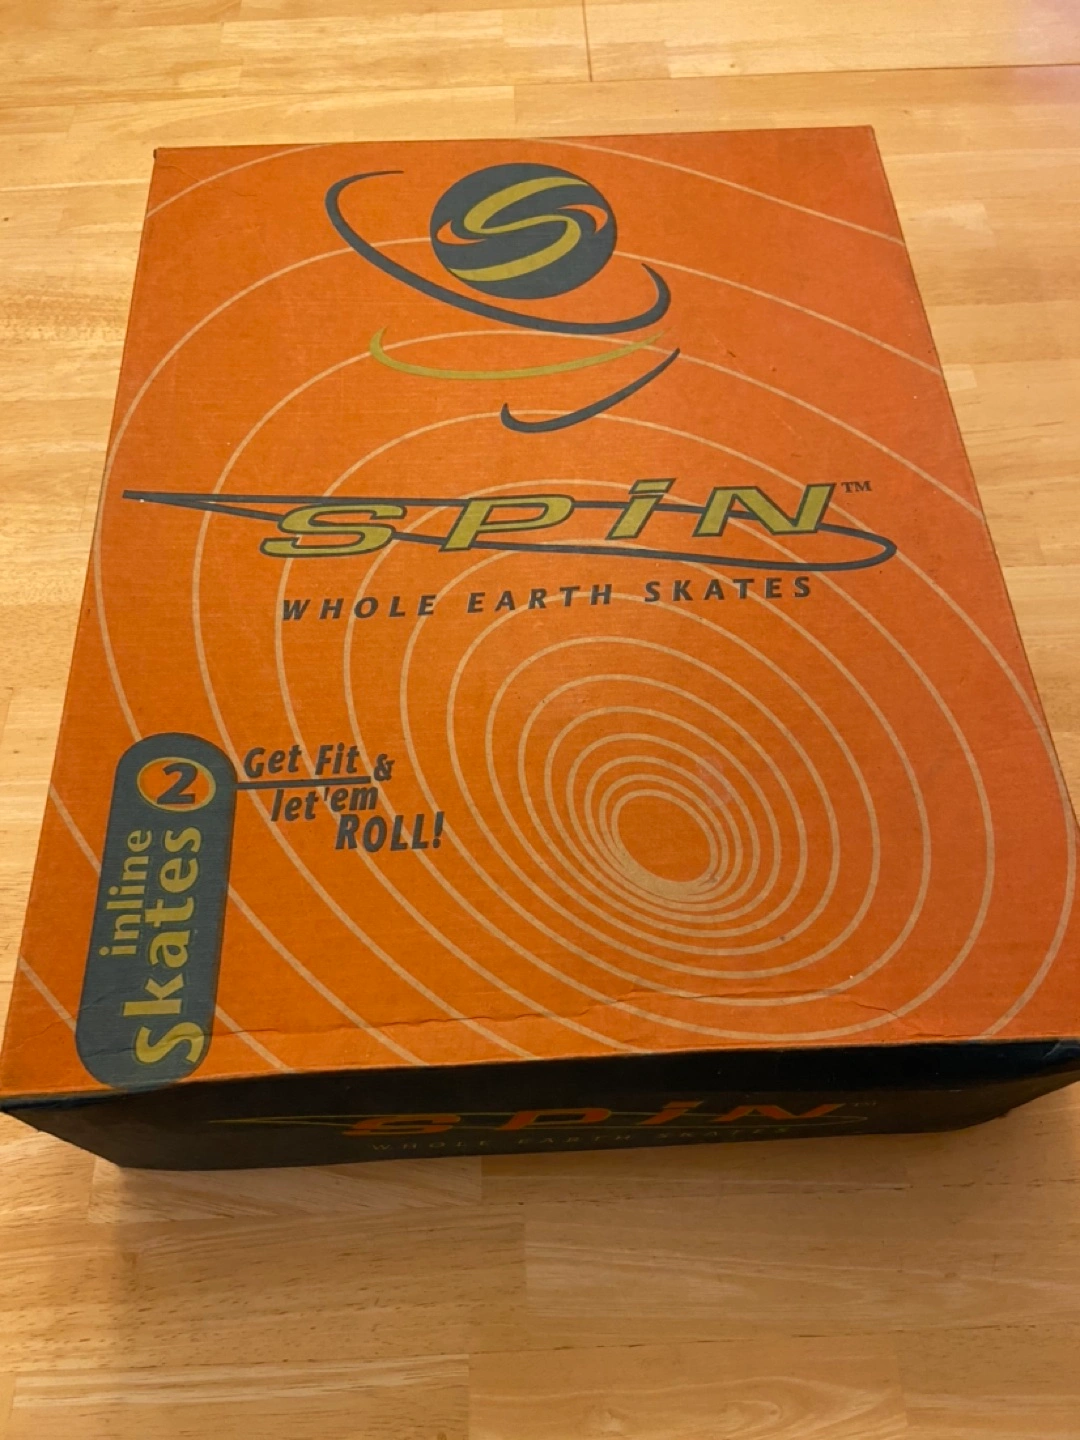 S
SPiN™
WHOLE EARTH SKATES
Get Fit &
let'em
ROLL!
2
inline
skates
SPiN™
WHOLE EARTH SKATES